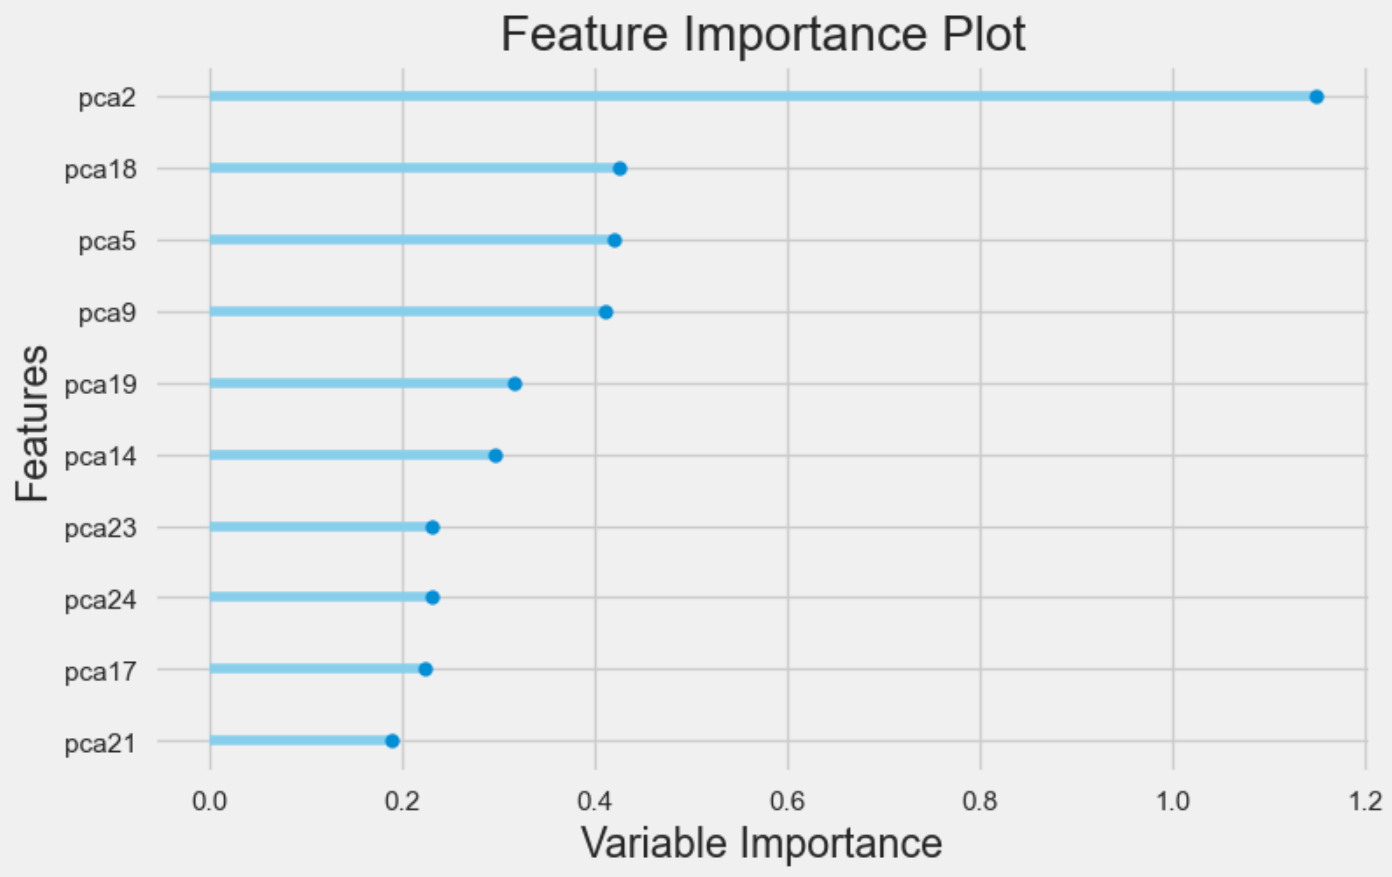 Feature Importance Plot
pca2
pca18
pca5
pca9
pca19
pca14
pca23
pca24
pca17
pca21
Features
0.0 0.2 0.4 0.6 0.8 1.0 1.2
Variable Importance